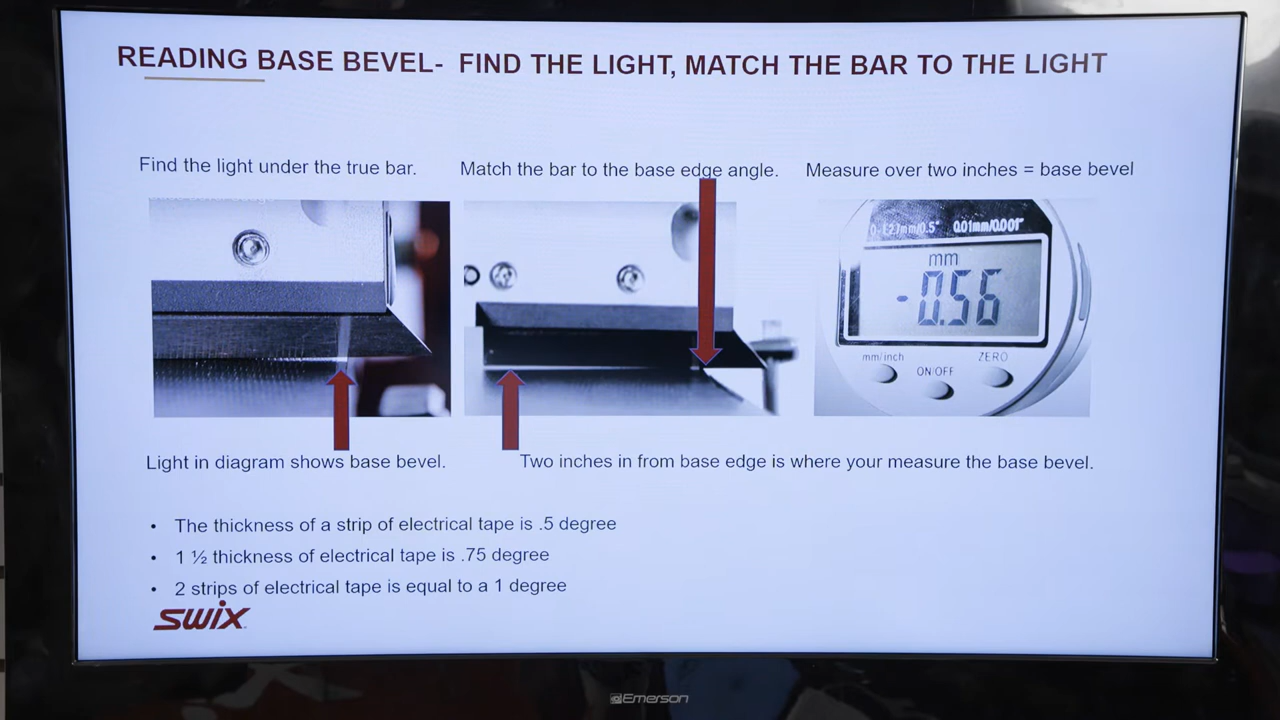 READING BASE BEVEL- FIND THE LIGHT, MATCH THE BAR TO THE LIGHT
Find the light under the true bar.
Match the bar to the base edge angle.
Measure over two inches = base bevel
0.01mm/0.001"
mm
-0.56
mm/inch
ON/OFF
ZERO
Light in diagram shows base bevel.
Two inches in from base edge is where your measure the base bevel.
• The thickness of a strip of electrical tape is .5 degree
• 1 ½ thickness of electrical tape is .75 degree
• 2 strips of electrical tape is equal to a 1 degree
SWIX
Emerson